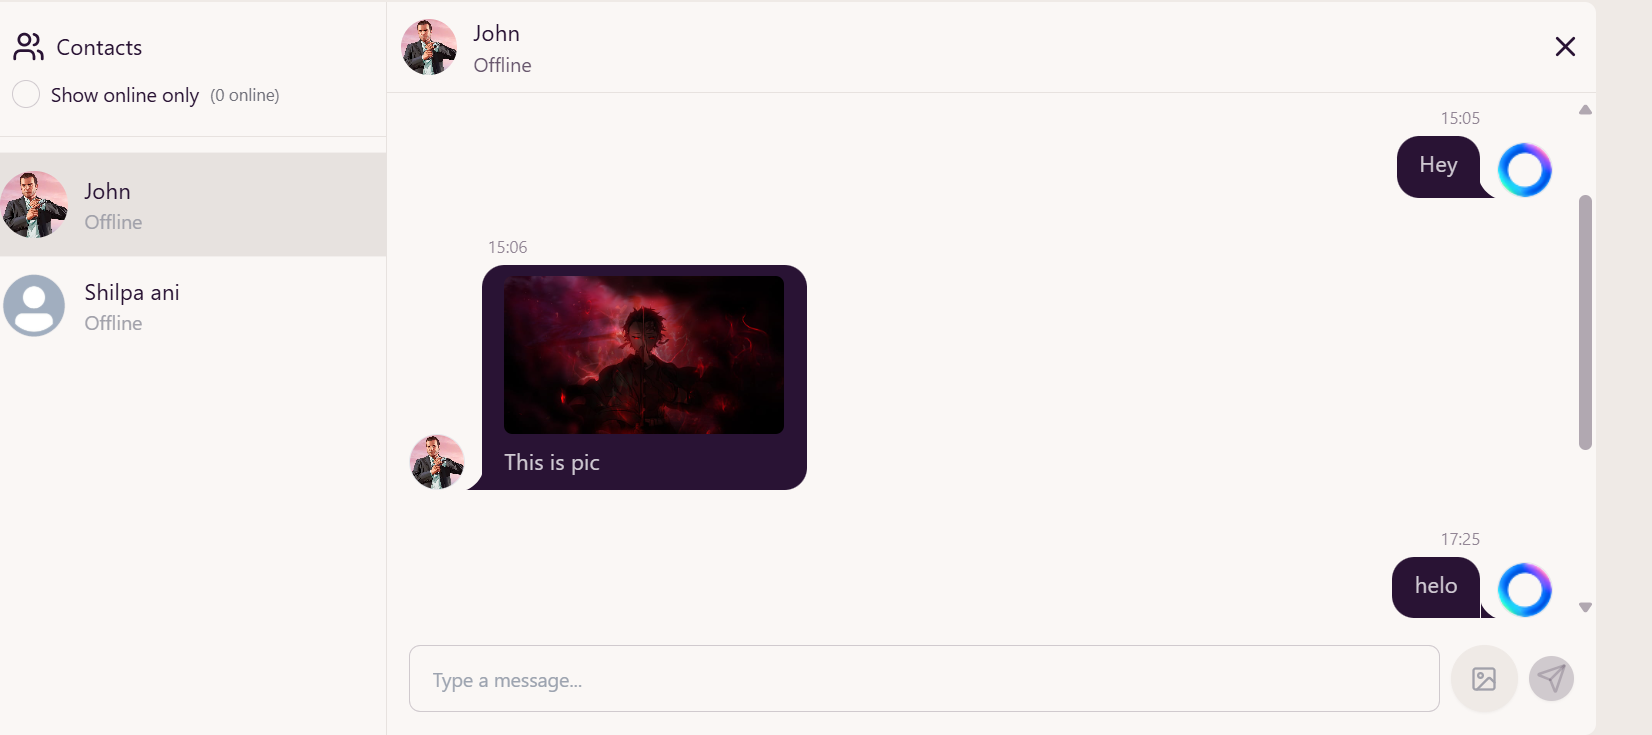 Contacts
Show online only (0 online)
John
Offline
Shilpa ani
Offline
John
Offline
15:05
Hey
15:06
This is pic
17:25
helo
Type a message...